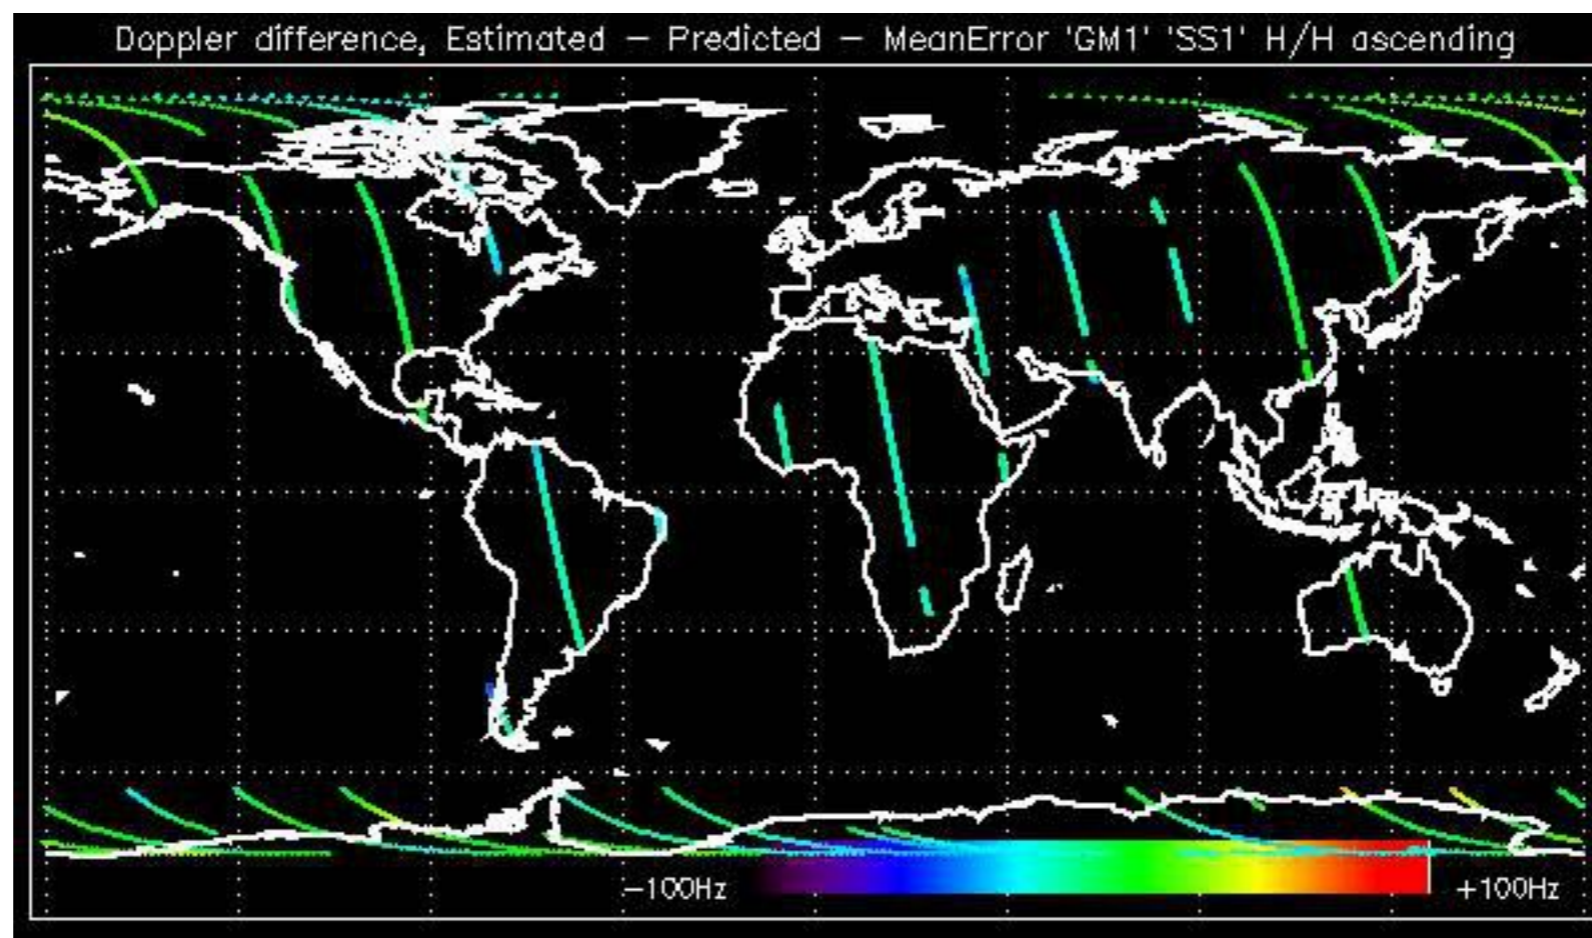 Doppler difference, Estimated – Predicted – MeanError 'GM1' 'SS1' H/H ascending
-100Hz
+100Hz